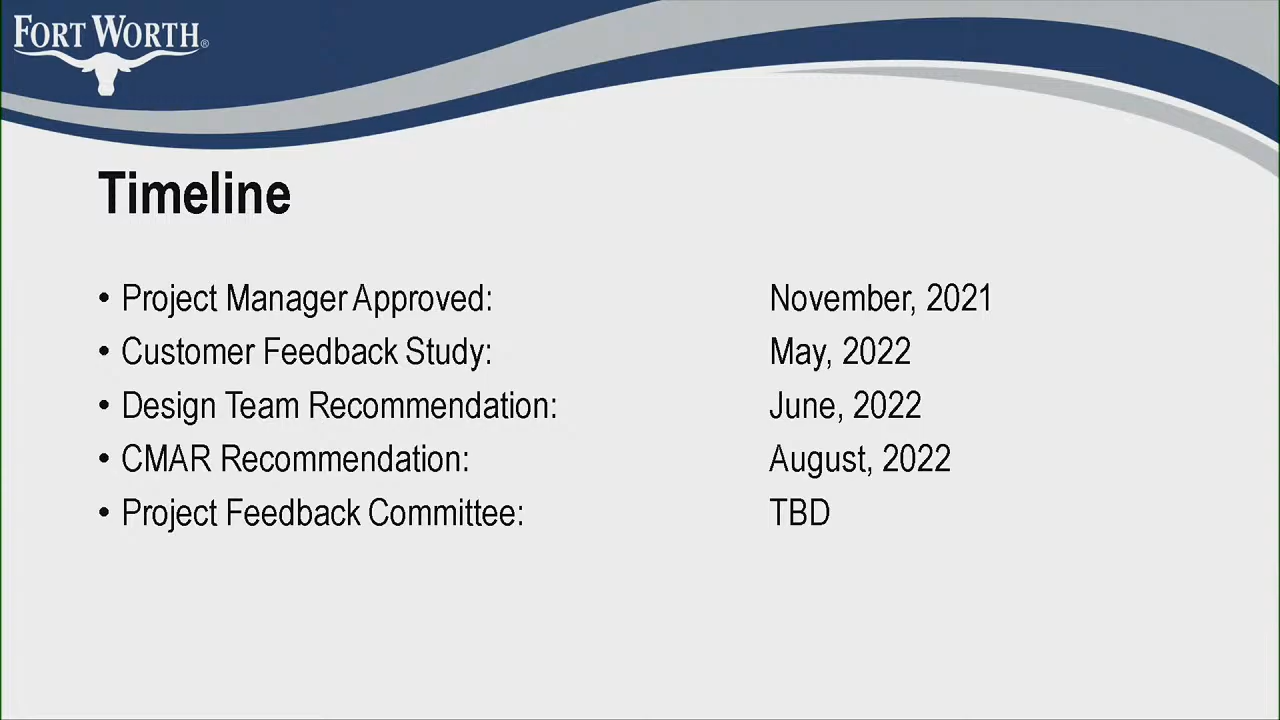 FORT WORTH®
Timeline
• Project Manager Approved: November, 2021
• Customer Feedback Study: May, 2022
• Design Team Recommendation: June, 2022
• CMAR Recommendation: August, 2022
• Project Feedback Committee: TBD